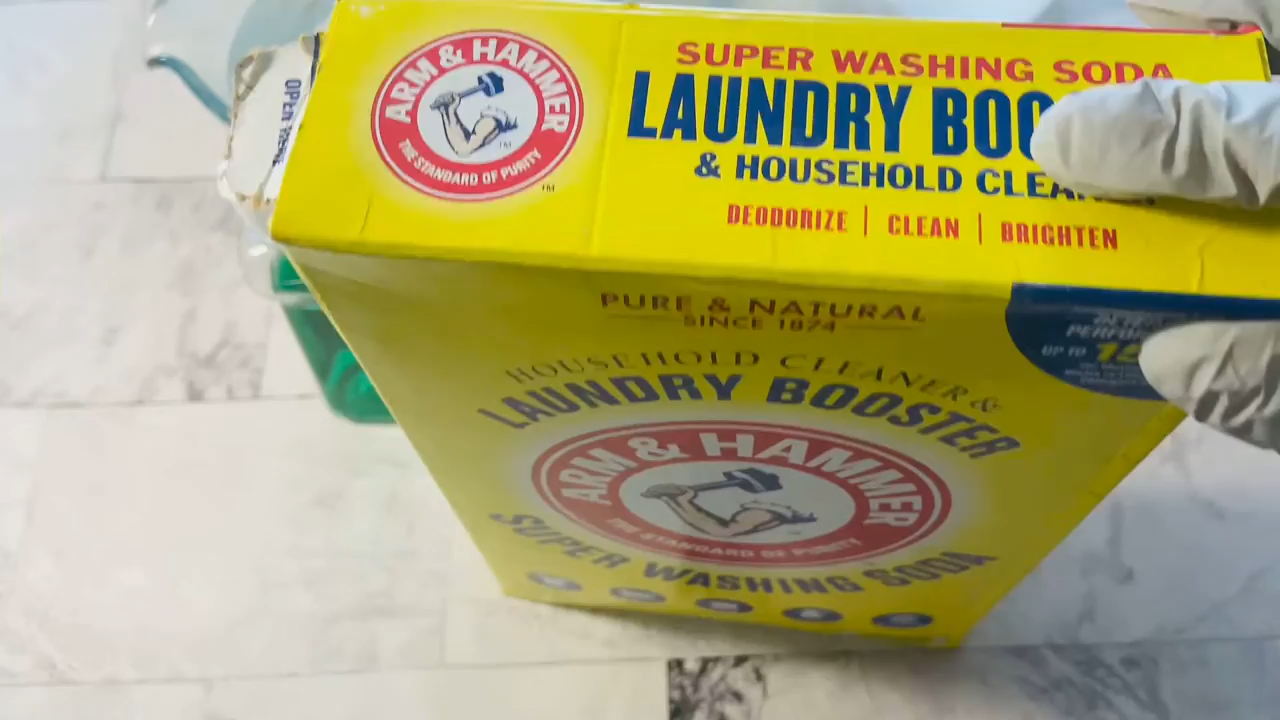 OPEN
ARM & HAMMER
THE STANDARD OF PURITY
TM
SUPER WASHING SODA
LAUNDRY BOO
& HOUSEHOLD CLEA
DEODORIZE | CLEAN | BRIGHTEN
PURE & NATURAL
SINCE 1874
HOUSEHOLD CLEANER &
LAUNDRY BOOSTER
ARM & HAMMER
THE STANDARD OF PURITY
SUPER WASHING SODA
UP TO